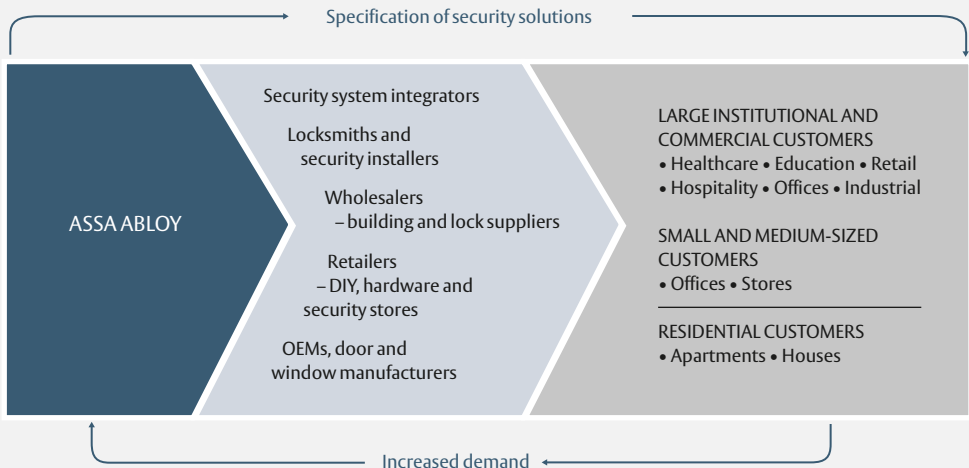 Specification of security solutions
ASSA ABLOY
Security system integrators
Locksmiths and
security installers
Wholesalers
– building and lock suppliers
Retailers
– DIY, hardware and
security stores
OEMs, door and
window manufacturers
LARGE INSTITUTIONAL AND
COMMERCIAL CUSTOMERS
• Healthcare • Education • Retail
• Hospitality • Offices • Industrial
SMALL AND MEDIUM-SIZED
CUSTOMERS
• Offices • Stores
RESIDENTIAL CUSTOMERS
• Apartments • Houses
Increased demand